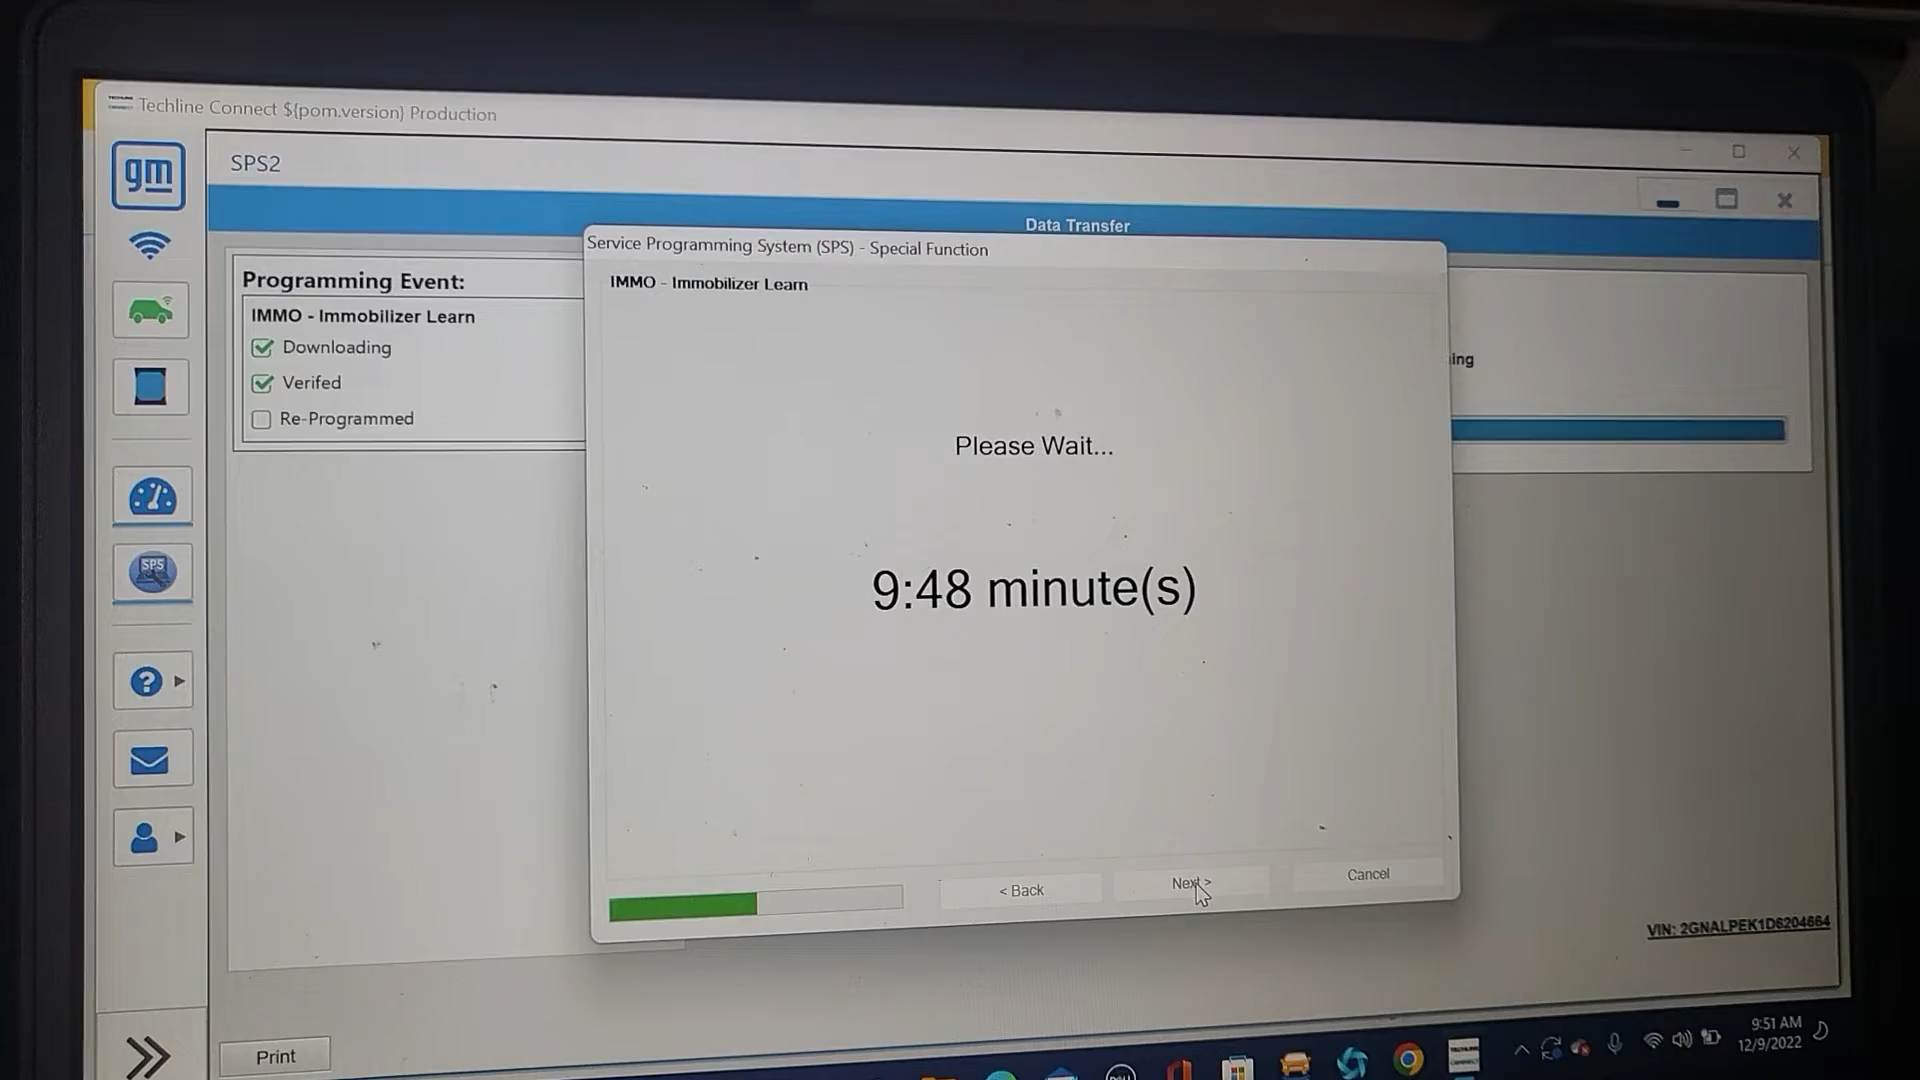 Techline Connect ${pom.version} Production
gm
SPS2
Data Transfer
Service Programming System (SPS) - Special Function
Programming Event:
IMMO - Immobilizer Learn
IMMO - Immobilizer Learn
Downloading
Verifed
Re-Programmed
ing
Please Wait...
9:48 minute(s)
SPS
?
< Back
Next >
Cancel
VIN: 2GNALPEK1D6204664
Print
9:51 AM
12/9/2022
DELL